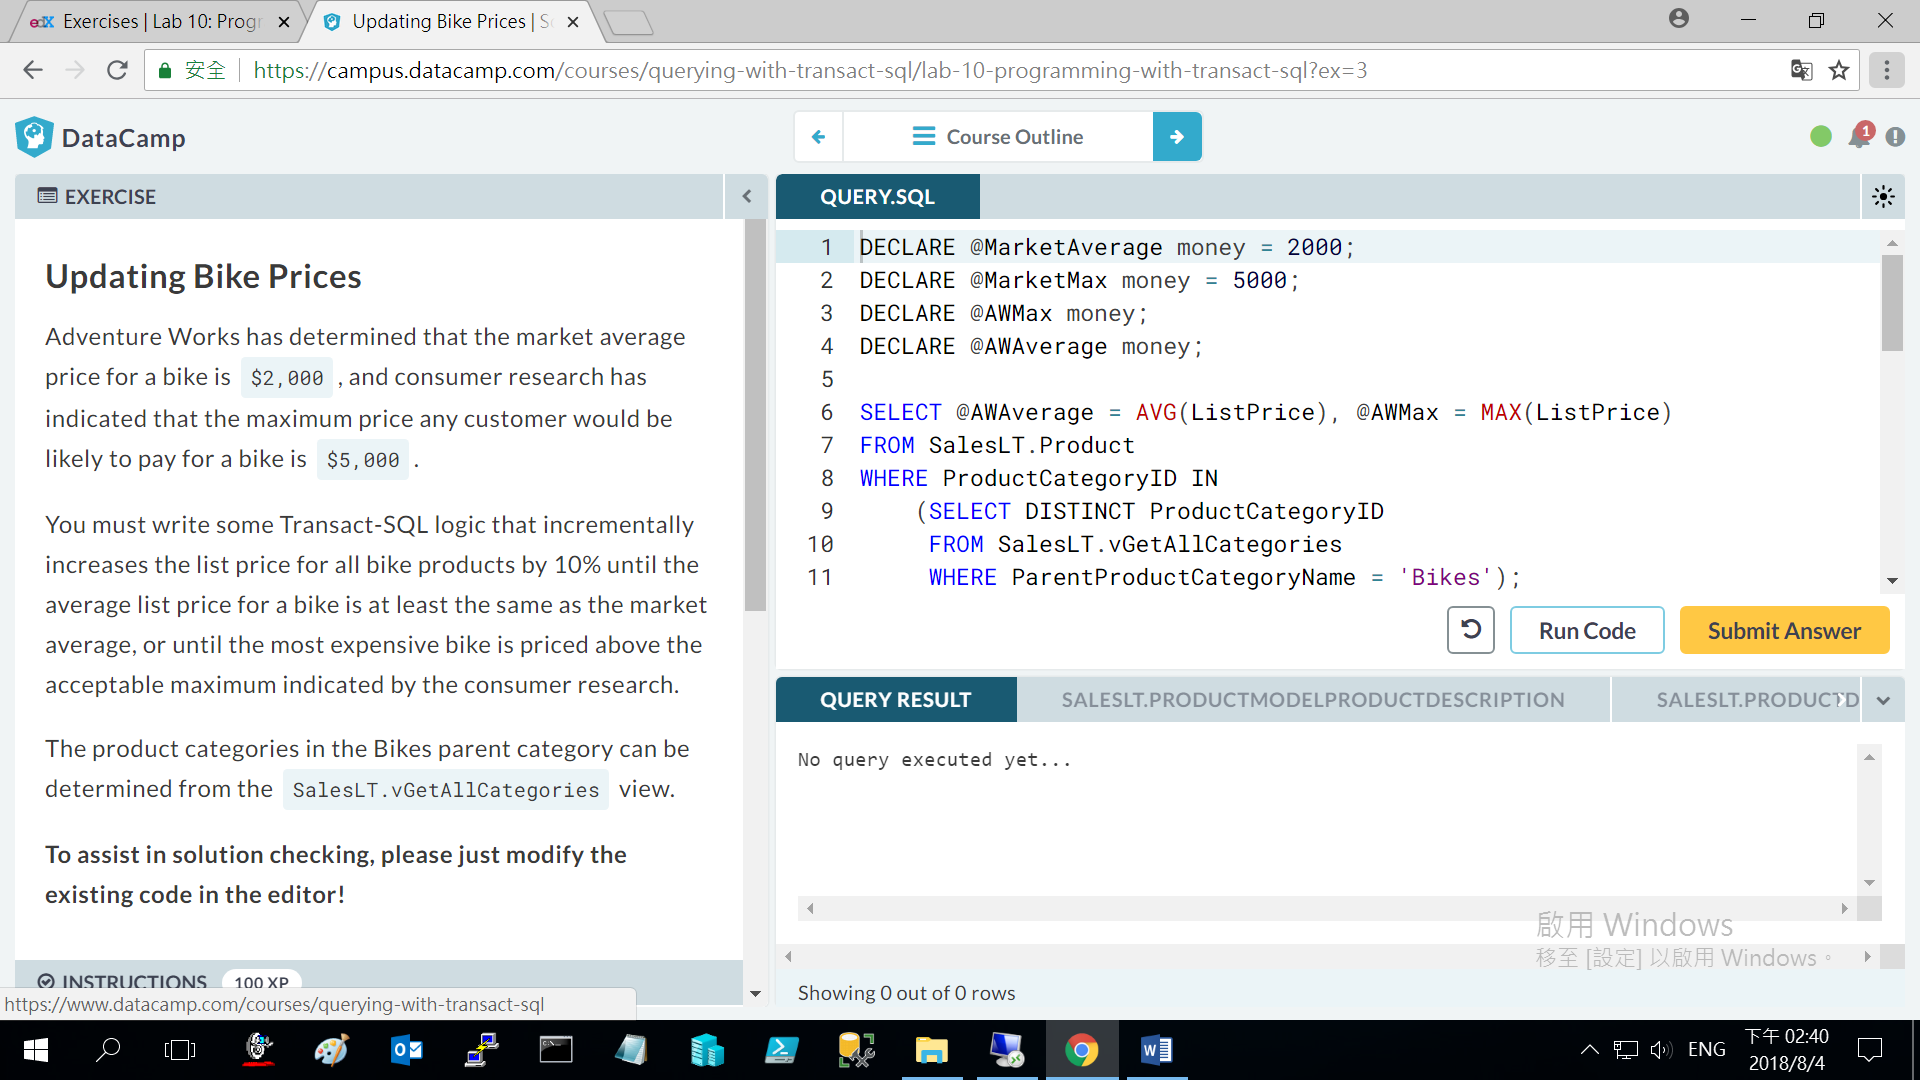 edX Exercises | Lab 10: Progr
Updating Bike Prices | S
安全 https://campus.datacamp.com/courses/querying-with-transact-sql/lab-10-programming-with-transact-sql?ex=3
DataCamp
Course Outline
1
EXERCISE
Updating Bike Prices
Adventure Works has determined that the market average
price for a bike is $2,000 , and consumer research has
indicated that the maximum price any customer would be
likely to pay for a bike is $5,000 .
You must write some Transact-SQL logic that incrementally
increases the list price for all bike products by 10% until the
average list price for a bike is at least the same as the market
average, or until the most expensive bike is priced above the
acceptable maximum indicated by the consumer research.
The product categories in the Bikes parent category can be
determined from the SalesLT.vGetAllCategories view.
To assist in solution checking, please just modify the
existing code in the editor!
INSTRUCTIONS 100 XP
https://www.datacamp.com/courses/querying-with-transact-sql
QUERY.SQL
1 DECLARE @MarketAverage money = 2000;
2 DECLARE @MarketMax money = 5000;
3 DECLARE @AWMax money;
4 DECLARE @AWAverage money;
5
6 SELECT @AWAverage = AVG(ListPrice), @AWMax = MAX(ListPrice)
7 FROM SalesLT.Product
8 WHERE ProductCategoryID IN
9 (SELECT DISTINCT ProductCategoryID
10 FROM SalesLT.vGetAllCategories
11 WHERE ParentProductCategoryName = 'Bikes');
Run Code
Submit Answer
QUERY RESULT
SALESLT.PRODUCTMODELPRODUCTDESCRIPTION
SALESLT.PRODUCTD
No query executed yet...
啟用 Windows
移至 [設定] 以啟用 Windows。
Showing 0 out of 0 rows
ENG
下午 02:40
2018/8/4